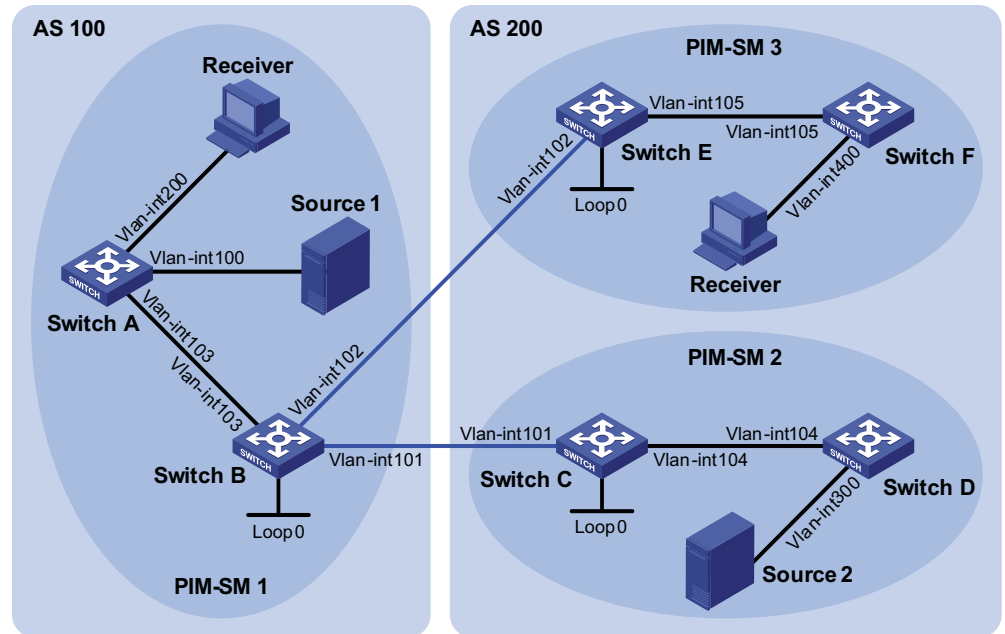 AS 100
Receiver
Vlan-int200
Source 1
Vlan-int100
SWITCH
Switch A
Vlan-int103
Vlan-int103
Vlan-int102
SWITCH
Switch B
Vlan-int101
Loop0
PIM-SM 1
AS 200
PIM-SM 3
SWITCH
Vlan-int105
Vlan-int105
SWITCH
Vlan-int102
Switch E
Switch F
Loop0
Vlan-int400
Receiver
PIM-SM 2
Vlan-int101
SWITCH
Vlan-int104
Vlan-int104
SWITCH
Switch C
Switch D
Loop0
Vlan-int300
Source 2